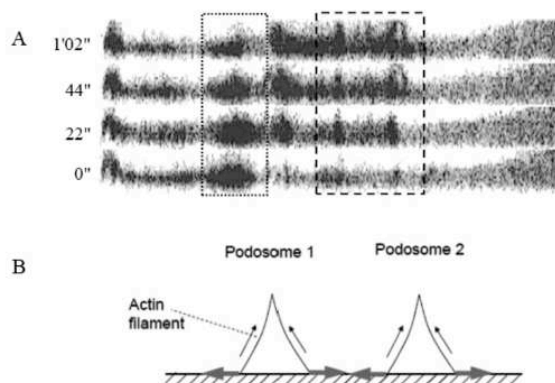 A
1'02"
44"
22"
0"
B
Podosome 1
Podosome 2
Actin
filament